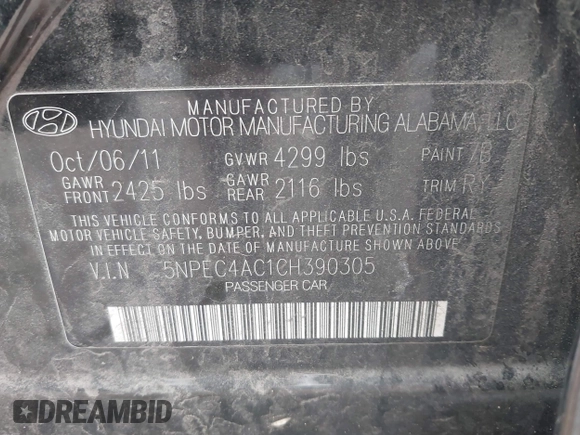 MANUFACTURED BY
HYUNDAI MOTOR MANUFACTURING ALABAMA, LLC
Oct/06/11 GVWR 4299 lbs PAINT 7B
GAWR FRONT 2425 lbs GAWR REAR 2116 lbs TRIM RY
THIS VEHICLE CONFORMS TO ALL APPLICABLE U.S.A. FEDERAL
MOTOR VEHICLE SAFETY, BUMPER, AND THEFT PREVENTION STANDARDS
IN EFFECT ON THE DATE OF MANUFACTURE SHOWN ABOVE.
V.I.N 5NPEC4AC1CH390305
PASSENGER CAR
DREAMBID